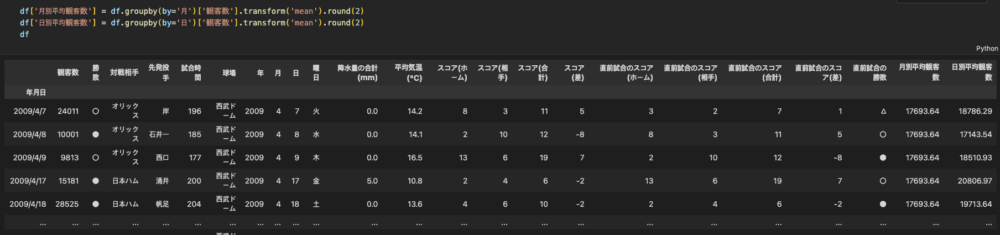 df['月別平均観客数'] = df.groupby(by='月')['観客数'].transform('mean').round(2)
df['日別平均観客数'] = df.groupby(by='日')['観客数'].transform('mean').round(2)
df
Python
観客数 勝敗 対戦相手 先発投手 試合時間 球場 年 月 日 曜日 降水量の合計(mm) 平均気温(℃) スコア(ホーム) スコア(相手) スコア(合計) スコア(差) 直前試合のスコア(ホーム) 直前試合のスコア(相手) 直前試合のスコア(合計) 直前試合のスコア(差) 直前試合の勝敗 月別平均観客数 日別平均観客数
年月日
2009/4/7 24011 ○ オリックス 岸 196 西武ドーム 2009 4 7 火 0.0 14.2 8 3 11 5 3 2 7 1 △ 17693.64 18786.29
2009/4/8 10001 ● オリックス 石井一 185 西武ドーム 2009 4 8 水 0.0 14.1 2 10 12 -8 8 3 11 5 ○ 17693.64 17143.54
2009/4/9 9813 ○ オリックス 西口 177 西武ドーム 2009 4 9 木 0.0 16.5 13 6 19 7 2 10 12 -8 ● 17693.64 18510.93
2009/4/17 15181 ● 日本ハム 涌井 200 西武ドーム 2009 4 17 金 5.0 10.8 2 4 6 -2 13 6 19 7 ○ 17693.64 20806.97
2009/4/18 28525 ● 日本ハム 帆足 204 西武ドーム 2009 4 18 土 0.0 13.6 4 6 10 -2 2 4 6 -2 ● 17693.64 19713.64
... ... ... ... ... ... ... ... ... ... ... ... ... ... ... ... ... ... ... ... ... ... ... ...